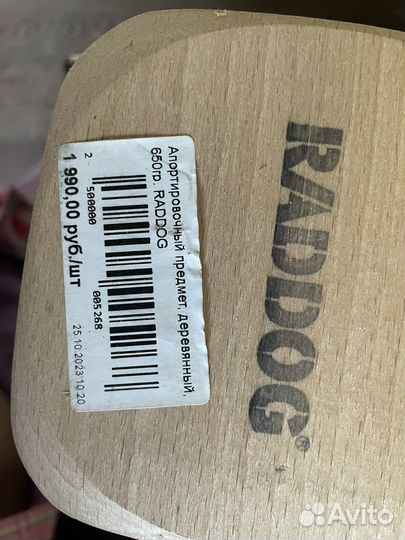 Апортировочный предмет, деревянный,
650гр., RADDOG
2 500000 005268
1 990,00 руб./шт
25.10.2023 10:20
RADDOG®
Avito